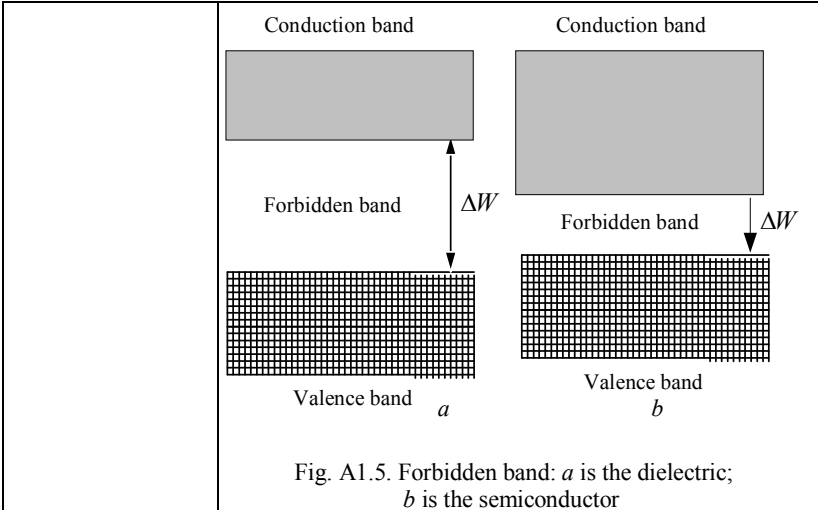 Conduction band
Conduction band
Forbidden band
ΔW
Forbidden band
ΔW
Valence band
a
Valence band
b
Fig. A1.5. Forbidden band: a is the dielectric;
b is the semiconductor